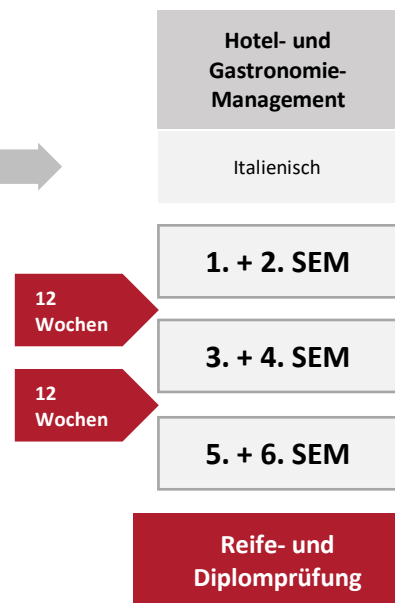 Hotel- und
Gastronomie-
Management
Italienisch
1. + 2. SEM
12
Wochen
3. + 4. SEM
12
Wochen
5. + 6. SEM
Reife- und
Diplomprüfung